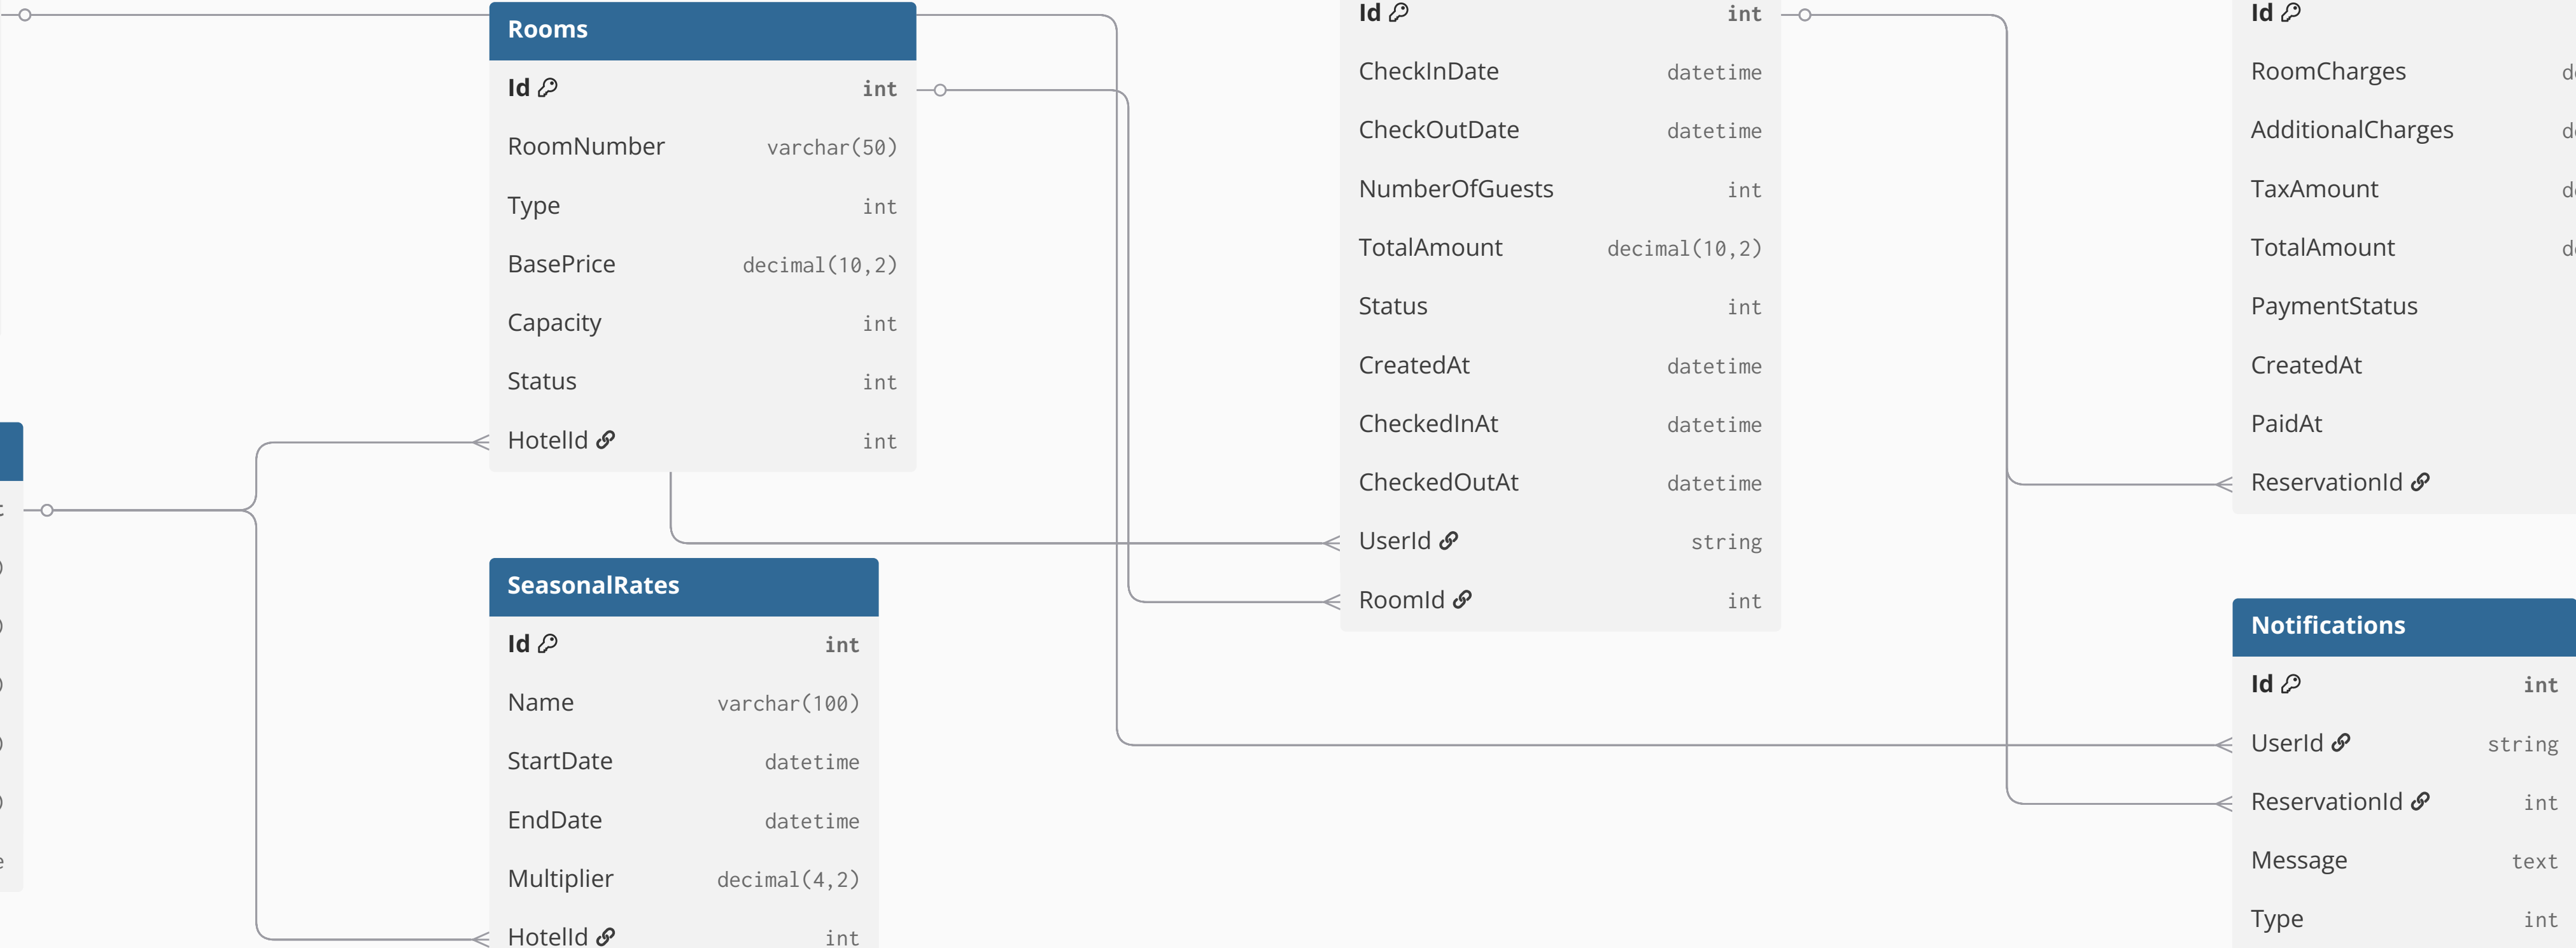 Rooms
Id int
RoomNumber varchar(50)
Type int
BasePrice decimal(10,2)
Capacity int
Status int
HotelId int
SeasonalRates
Id int
Name varchar(100)
StartDate datetime
EndDate datetime
Multiplier decimal(4,2)
HotelId int
Id int
CheckInDate datetime
CheckOutDate datetime
NumberOfGuests int
TotalAmount decimal(10,2)
Status int
CreatedAt datetime
CheckedInAt datetime
CheckedOutAt datetime
UserId string
RoomId int
Id
RoomCharges
AdditionalCharges
TaxAmount
TotalAmount
PaymentStatus
CreatedAt
PaidAt
ReservationId
Notifications
Id int
UserId string
ReservationId int
Message text
Type int